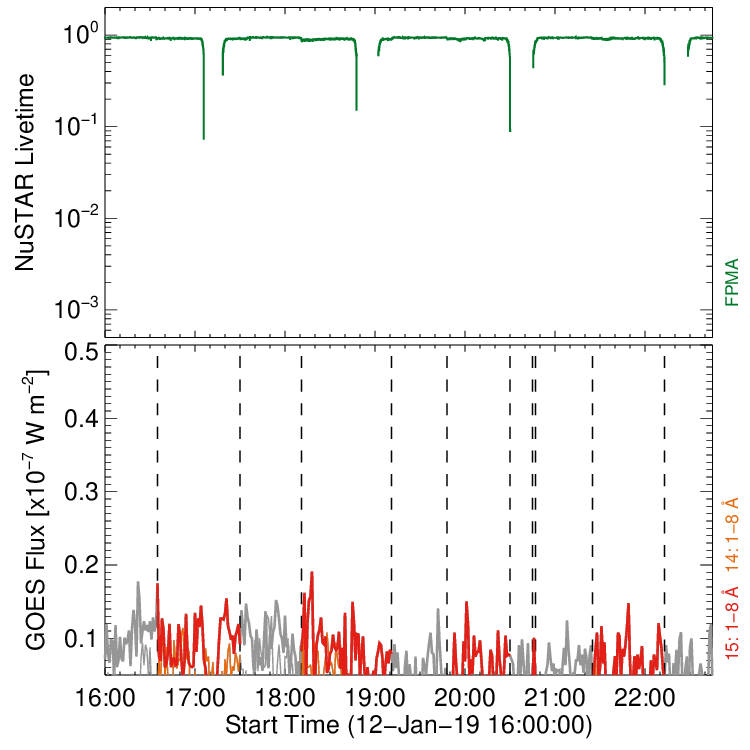 10⁰
10⁻¹
10⁻²
10⁻³
NuSTAR Livetime
FPMA
0.5
0.4
0.3
0.2
0.1
GOES Flux [x10⁻⁷ W m⁻²]
15: 1−8 Å 14: 1−8 Å
16:00 17:00 18:00 19:00 20:00 21:00 22:00
Start Time (12−Jan−19 16:00:00)